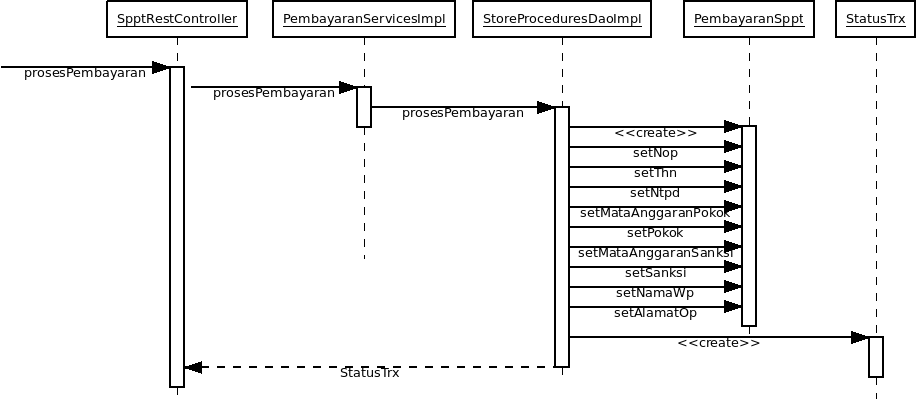 SpptRestController
PembayaranServicesImpl
StoreProceduresDaoImpl
PembayaranSppt
StatusTrx
prosesPembayaran
prosesPembayaran
prosesPembayaran
<<create>>
setNop
setThn
setNtpd
setMataAnggaranPokok
setPokok
setMataAnggaranSanksi
setSanksi
setNamaWp
setAlamatOp
<<create>>
StatusTrx